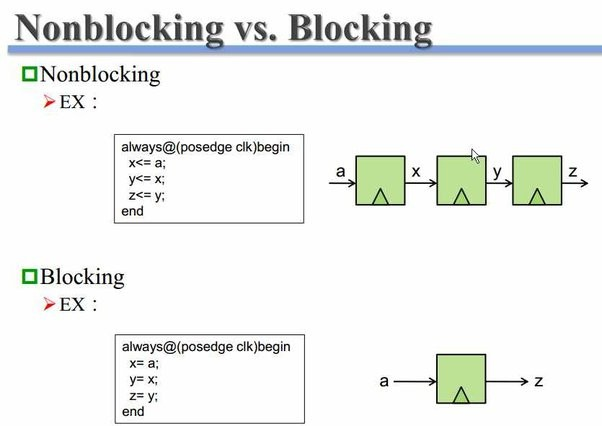 Nonblocking vs. Blocking
Nonblocking
EX：
always@(posedge clk)begin
x<= a;
y<= x;
z<= y;
end
a x y z
Blocking
EX：
always@(posedge clk)begin
x= a;
y= x;
z= y;
end
a z